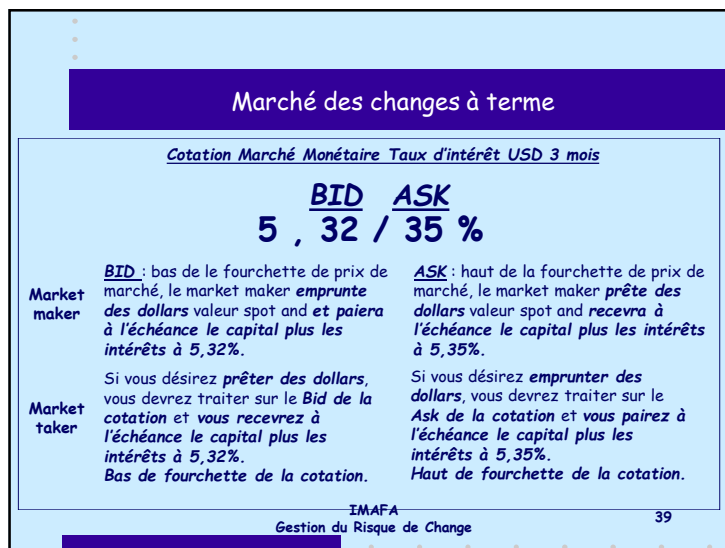 Marché des changes à terme
Cotation Marché Monétaire Taux d'intérêt USD 3 mois
BID ASK
5 , 32 / 35 %
Market
maker
BID : bas de le fourchette de prix de
marché, le market maker emprunte
des dollars valeur spot and et paiera
à l'échéance le capital plus les
intérêts à 5,32%.
ASK : haut de la fourchette de prix de
marché, le market maker prête des
dollars valeur spot and recevra à
l'échéance le capital plus les intérêts
à 5,35%.
Market
taker
Si vous désirez prêter des dollars,
vous devrez traiter sur le Bid de la
cotation et vous recevrez à
l'échéance le capital plus les
intérêts à 5,32%.
Bas de fourchette de la cotation.
Si vous désirez emprunter des
dollars, vous devrez traiter sur le
Ask de la cotation et vous pairez à
l'échéance le capital plus les
intérêts à 5,35%.
Haut de fourchette de la cotation.
IMAFA
Gestion du Risque de Change
39